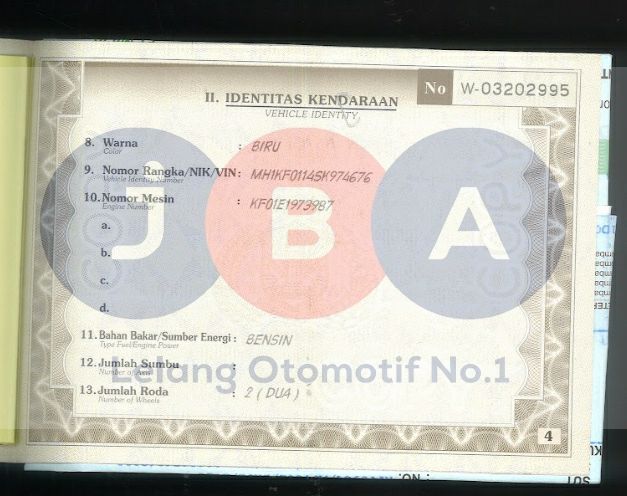 No W-03202995
II. IDENTITAS KENDARAAN
VEHICLE IDENTITY
8. Warna : BIRU
Color
9. Nomor Rangka/NIK/VIN : MH1KF0114SK974676
Vehicle Identity Number
10. Nomor Mesin : KF01E1973987
Engine Number
a.
b.
c.
d.
j B A
11. Bahan Bakar/Sumber Energi : BENSIN
Type Fuel/Engine Power
12. Jumlah Sumbu :
Number of Axis
Lelang Otomotif No.1
13. Jumlah Roda : 2 ( DUA )
Number of Wheels
4